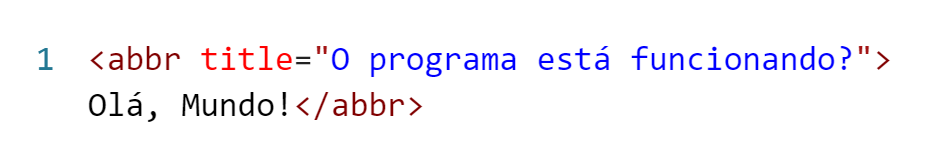 1 <abbr title="O programa está funcionando?">
Olá, Mundo!</abbr>